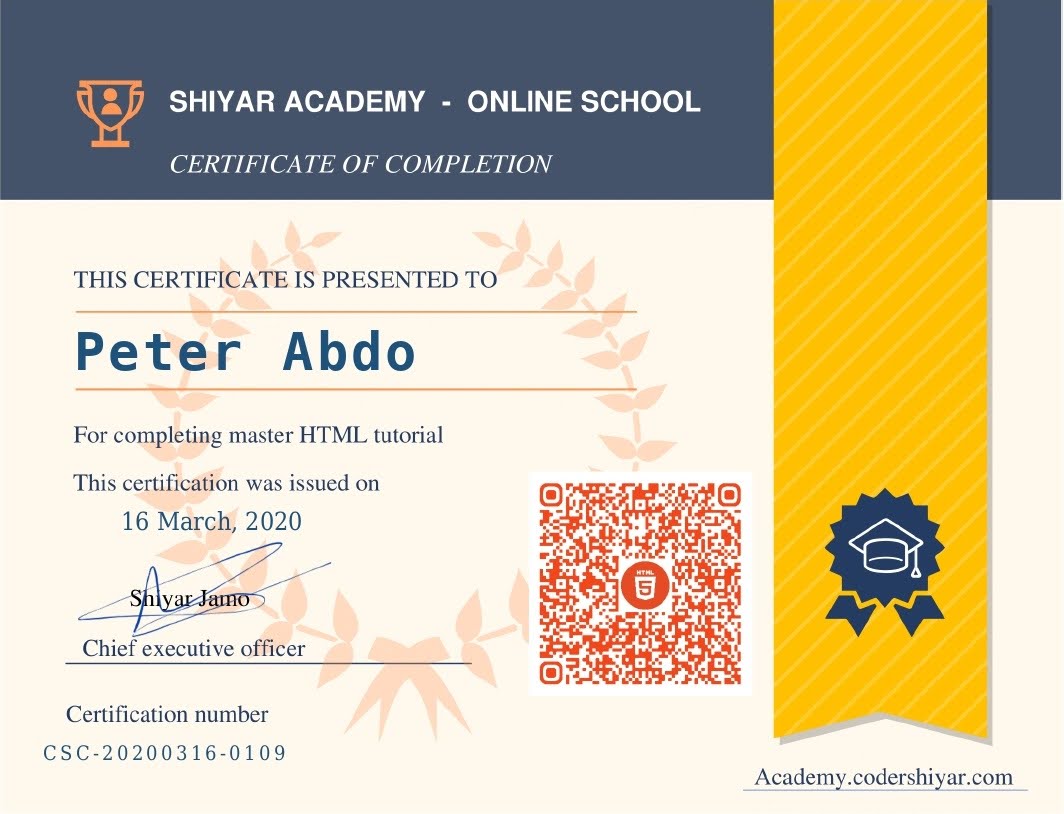 SHIYAR ACADEMY - ONLINE SCHOOL
CERTIFICATE OF COMPLETION
THIS CERTIFICATE IS PRESENTED TO
Peter Abdo
For completing master HTML tutorial
This certification was issued on
16 March, 2020
Shiyar Jamo
Chief executive officer
HTML
5
Certification number
CSC-20200316-0109
Academy.codershiyar.com